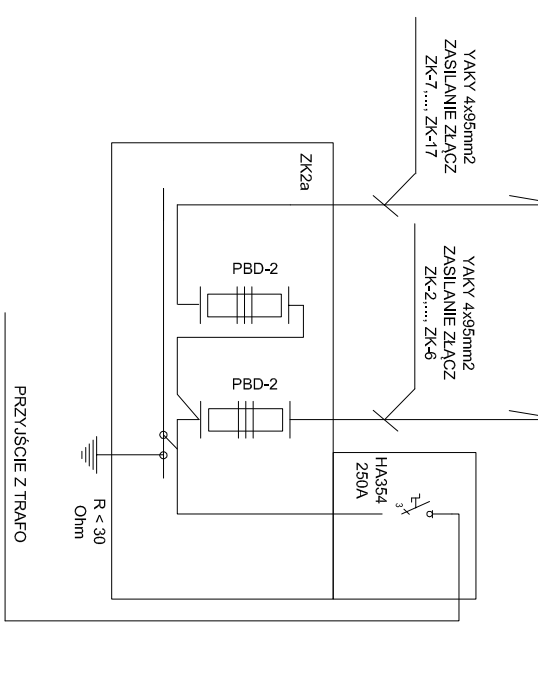 YAKY 4x95mm2
ZASILANIE ZŁĄCZ
ZK-7,..., ZK-17
YAKY 4x95mm2
ZASILANIE ZŁĄCZ
ZK-2,..., ZK-6
ZK2a
PBD-2
PBD-2
HA354
250A
3
R < 30
Ohm
PRZYJŚCIE Z TRAFO